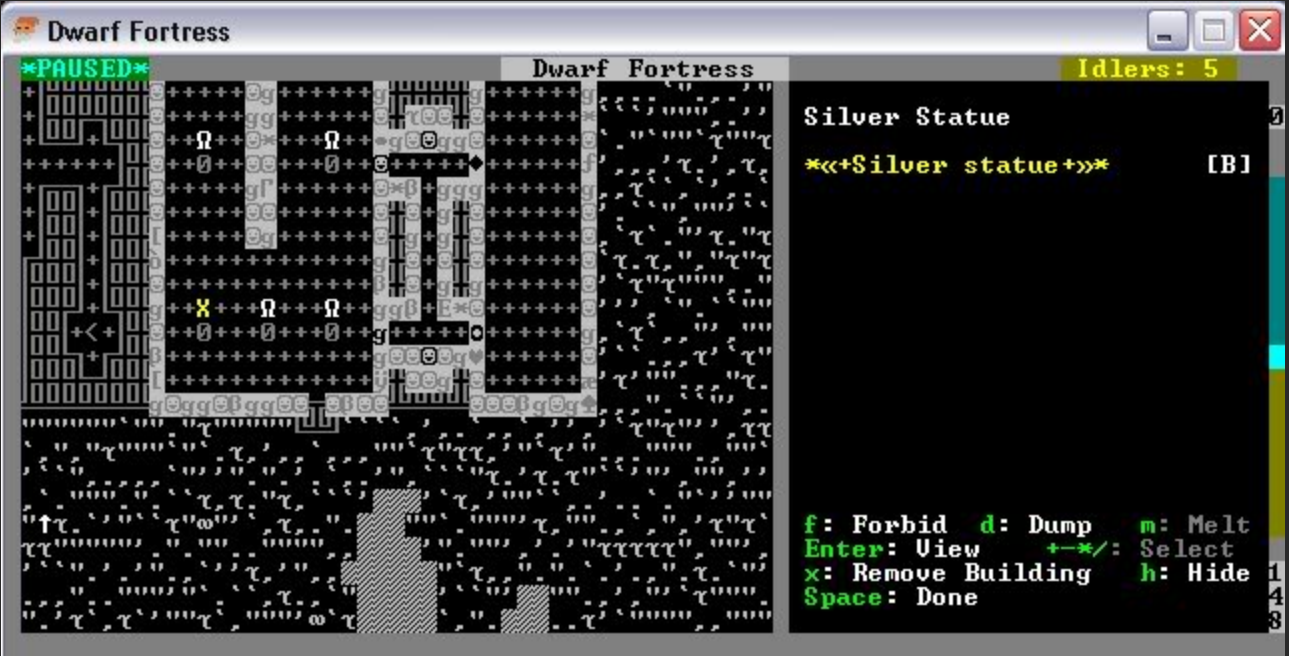 Dwarf Fortress
*PAUSED*
Dwarf Fortress
Idlers: 5
Silver Statue
*«+Silver statue+»* [B]
f: Forbid d: Dump m: Melt
Enter: View +-*/: Select
x: Remove Building h: Hide
Space: Done